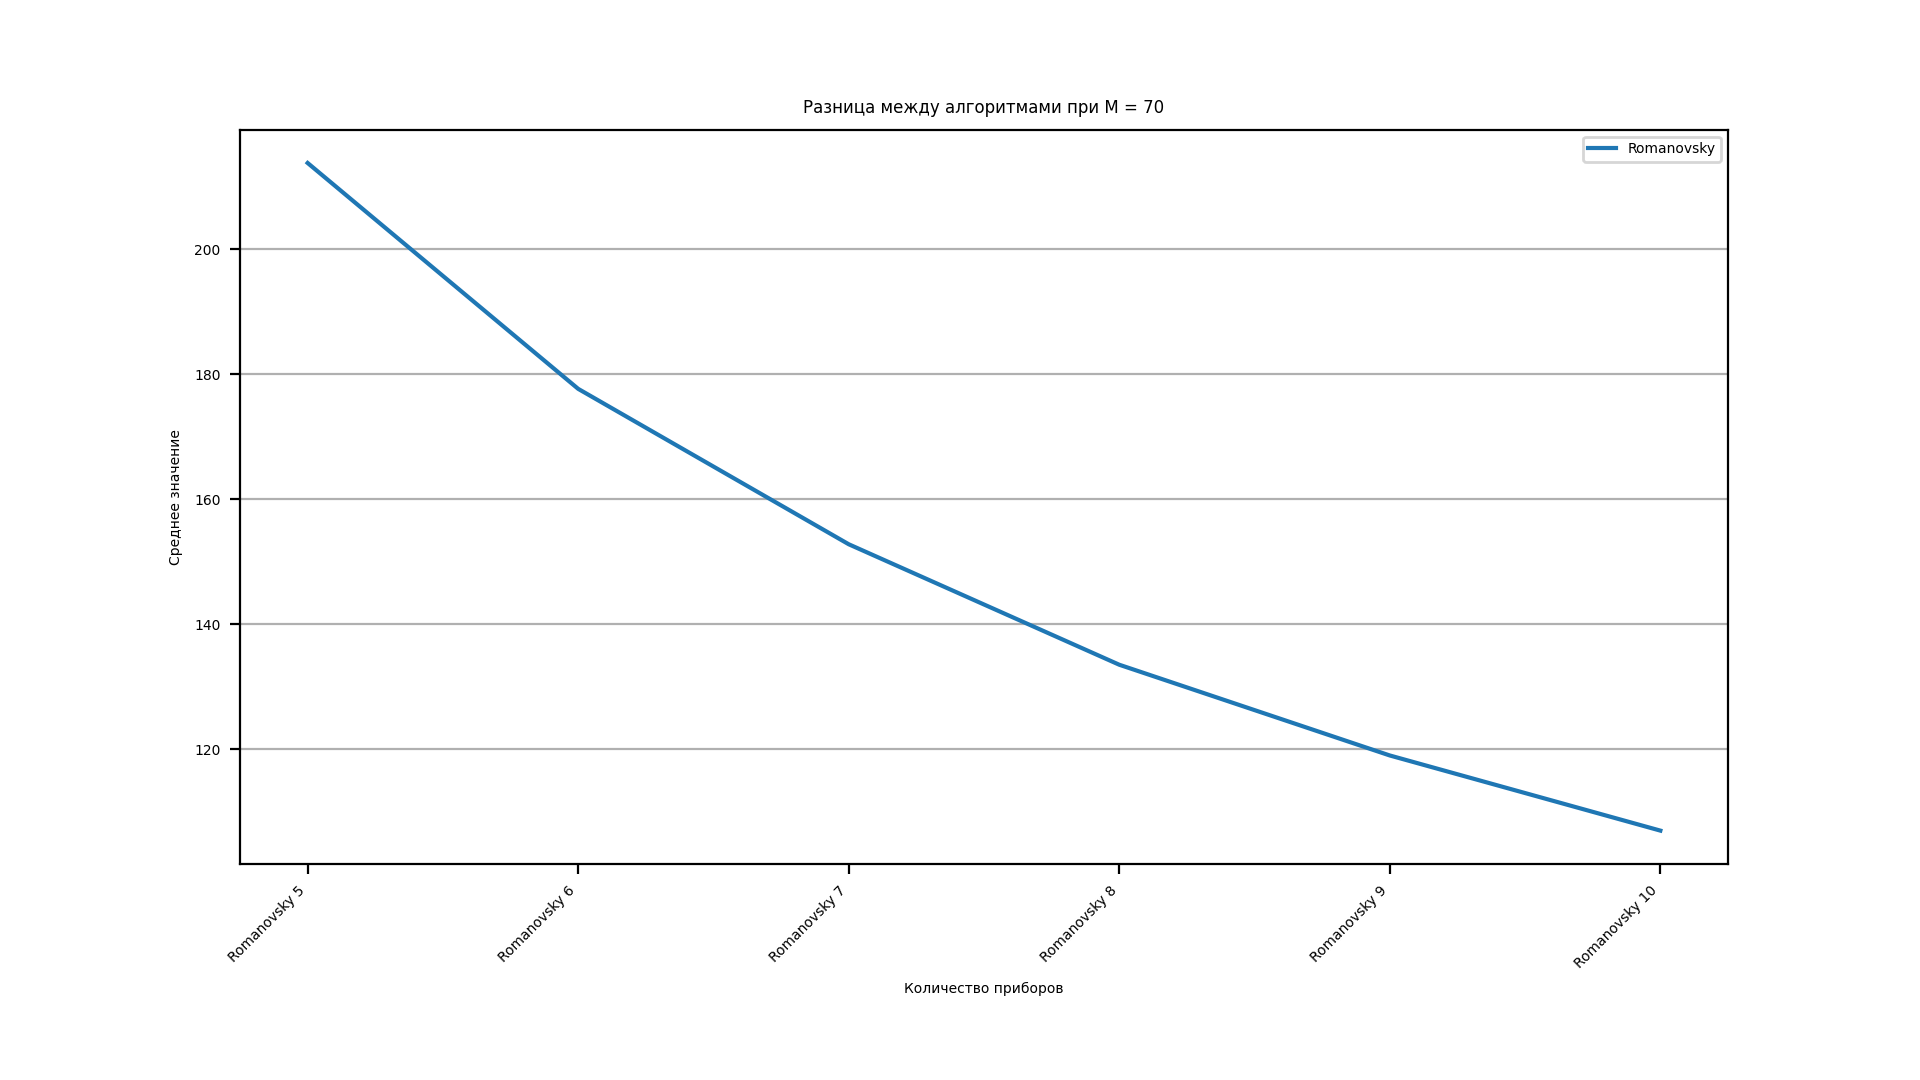 Разница между алгоритмами при M = 70
Romanovsky
200
180
160
140
120
Среднее значение
Romanovsky 5
Romanovsky 6
Romanovsky 7
Romanovsky 8
Romanovsky 9
Romanovsky 10
Количество приборов